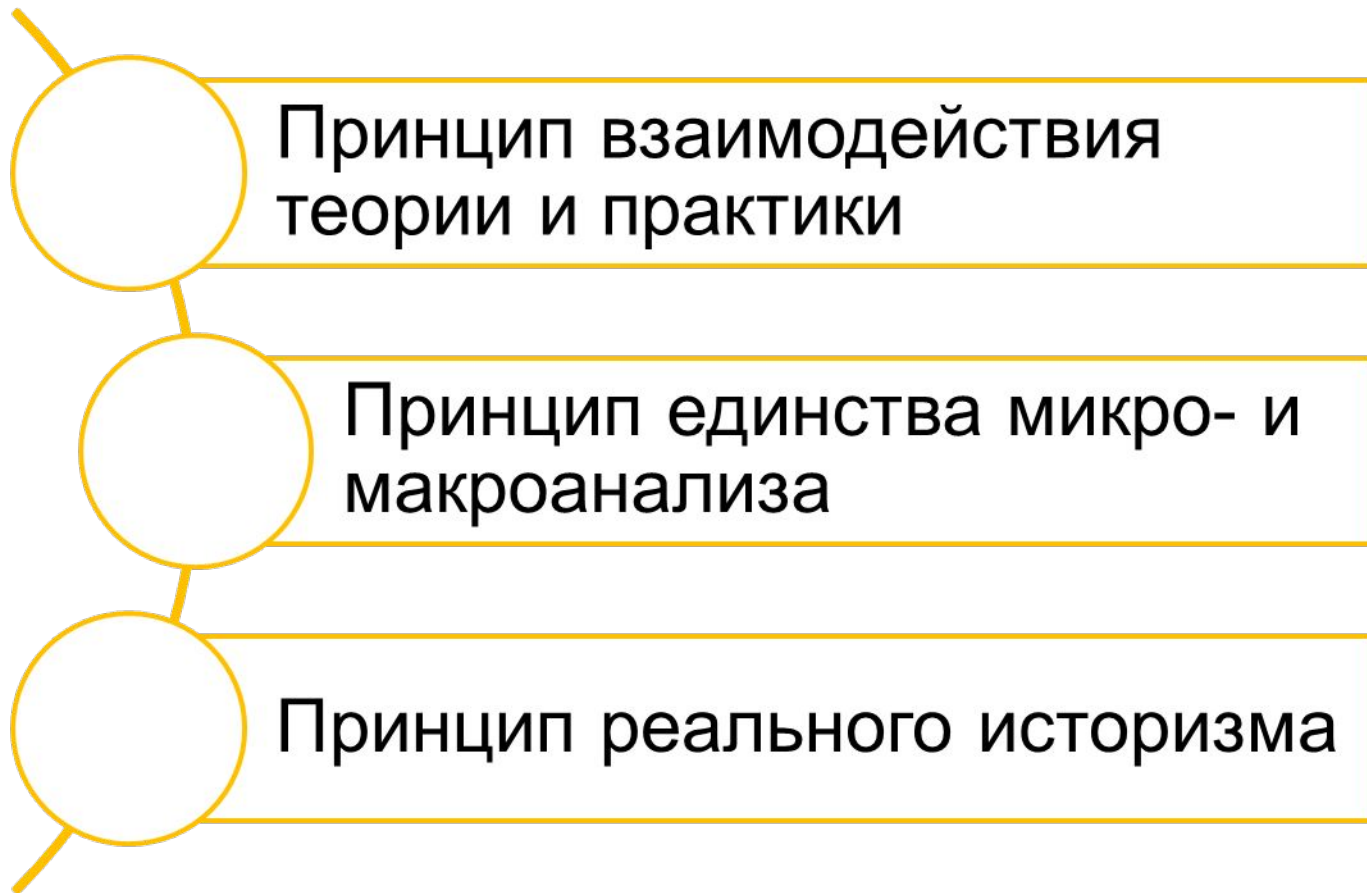 Принцип взаимодействия
теории и практики
Принцип единства микро- и
макроанализа
Принцип реального историзма